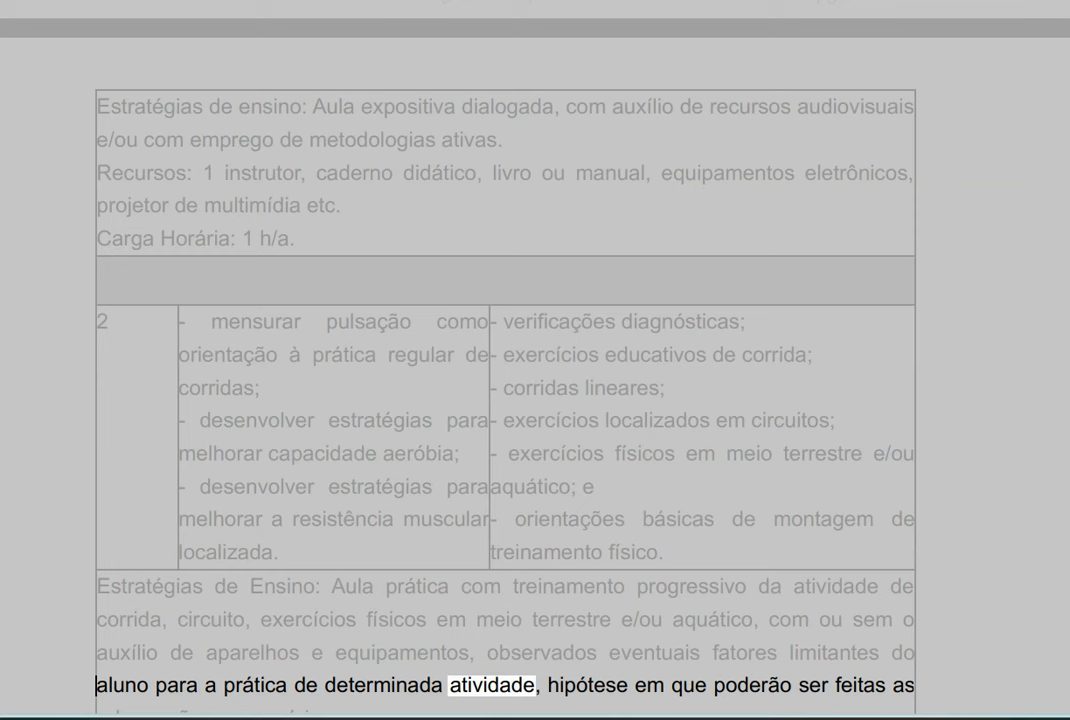 Estratégias de ensino: Aula expositiva dialogada, com auxílio de recursos audiovisuais
e/ou com emprego de metodologias ativas.
Recursos: 1 instrutor, caderno didático, livro ou manual, equipamentos eletrônicos,
projetor de multimídia etc.
Carga Horária: 1 h/a.
2
- mensurar pulsação como
orientação à prática regular de
corridas;
- desenvolver estratégias para
melhorar capacidade aeróbia;
- desenvolver estratégias para
melhorar a resistência muscular
localizada.
- verificações diagnósticas;
- exercícios educativos de corrida;
- corridas lineares;
- exercícios localizados em circuitos;
- exercícios físicos em meio terrestre e/ou
aquático; e
- orientações básicas de montagem de
treinamento físico.
Estratégias de Ensino: Aula prática com treinamento progressivo da atividade de
corrida, circuito, exercícios físicos em meio terrestre e/ou aquático, com ou sem o
auxílio de aparelhos e equipamentos, observados eventuais fatores limitantes do
aluno para a prática de determinada atividade, hipótese em que poderão ser feitas as